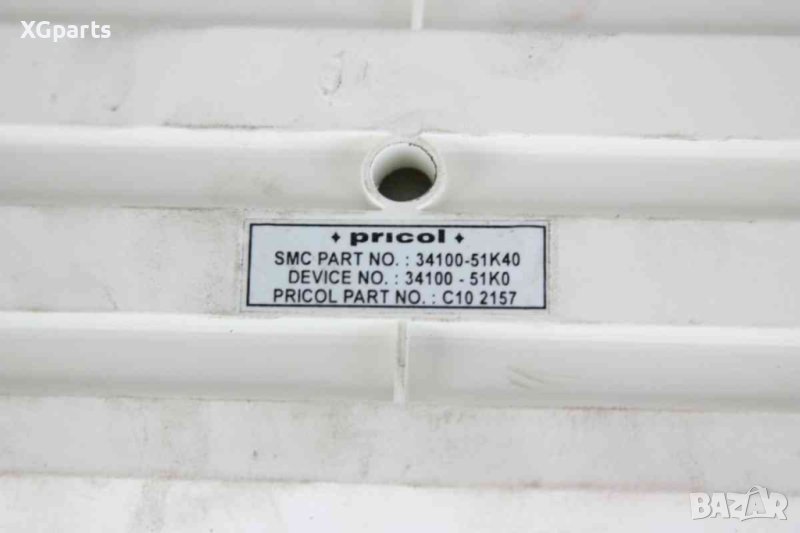 XGparts
pricol
SMC PART NO. : 34100-51K40
DEVICE NO. : 34100 - 51K0
PRICOL PART NO. : C10 2157
BAZAR